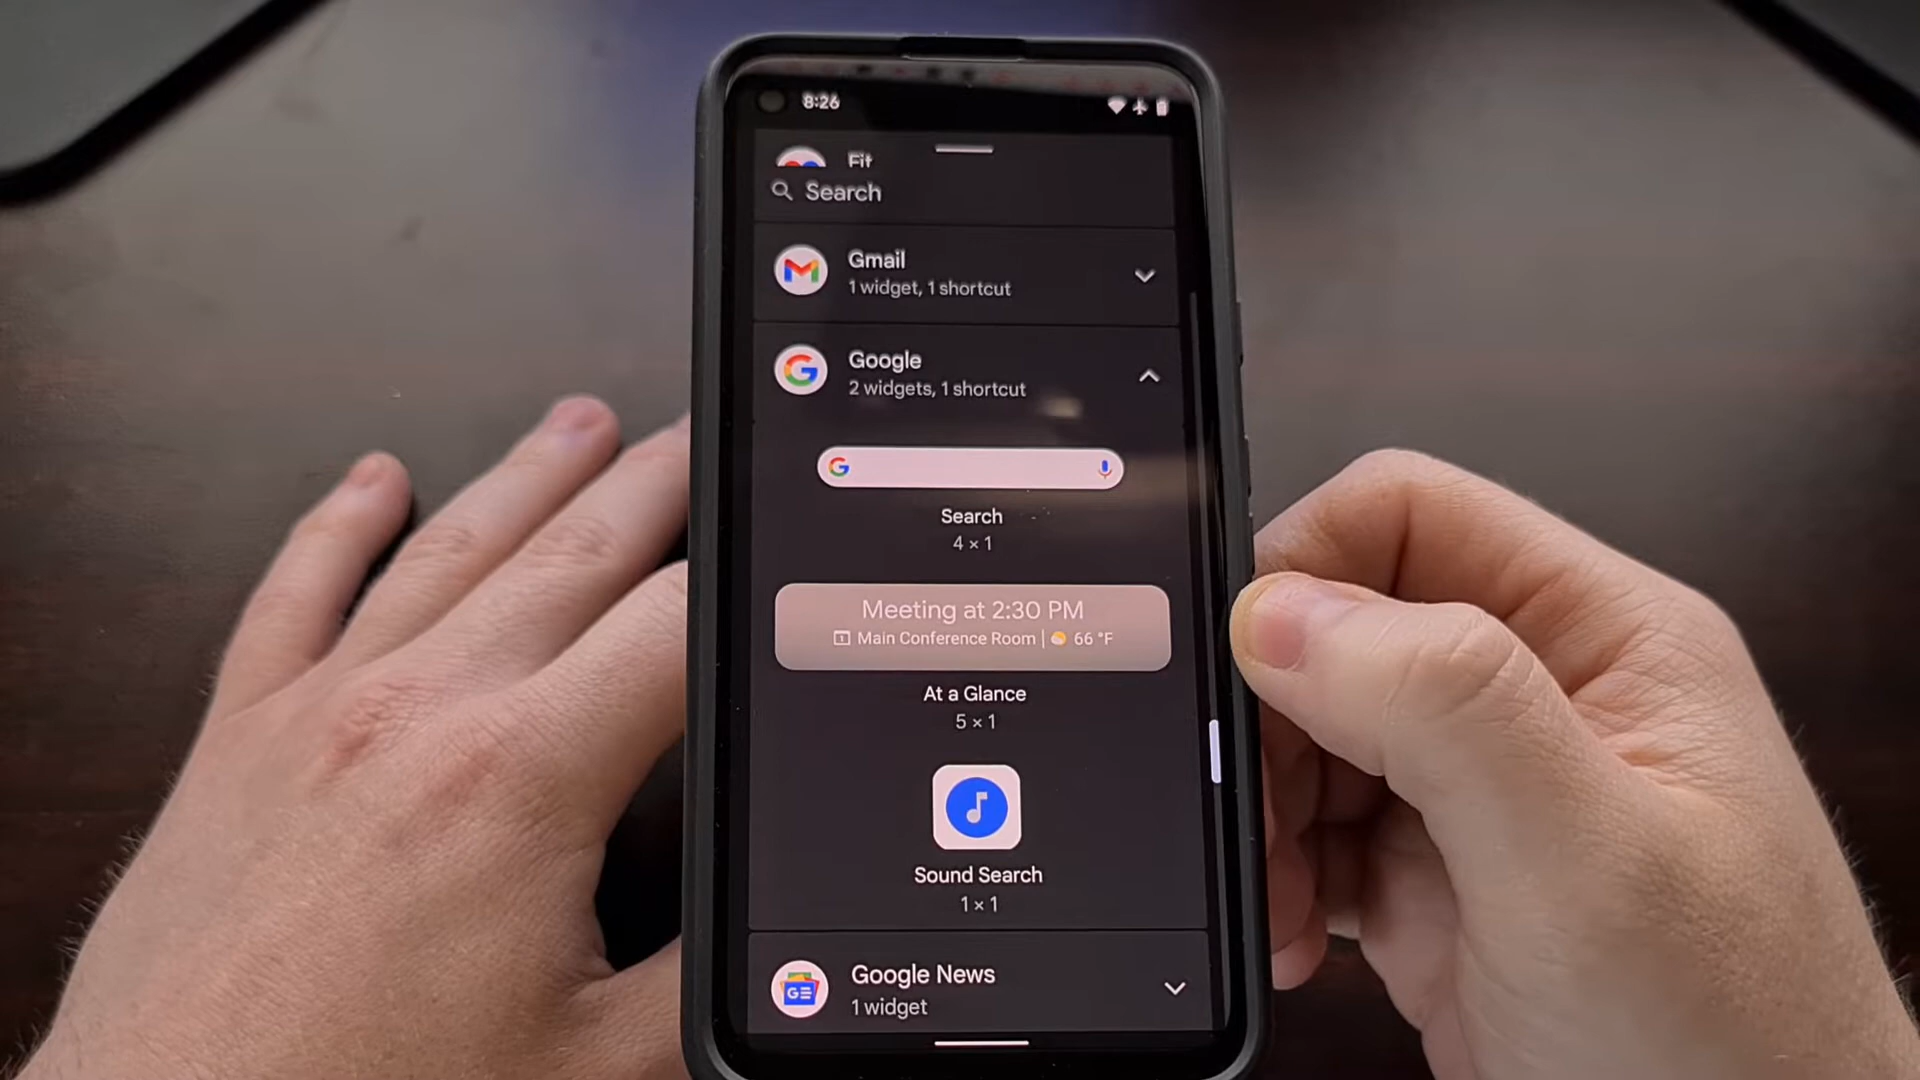 8:26
Fit
Search
Gmail
1 widget, 1 shortcut
Google
2 widgets, 1 shortcut
G
Search
4 × 1
Meeting at 2:30 PM
1 Main Conference Room | 66 °F
At a Glance
5 × 1
Sound Search
1 × 1
Google News
1 widget